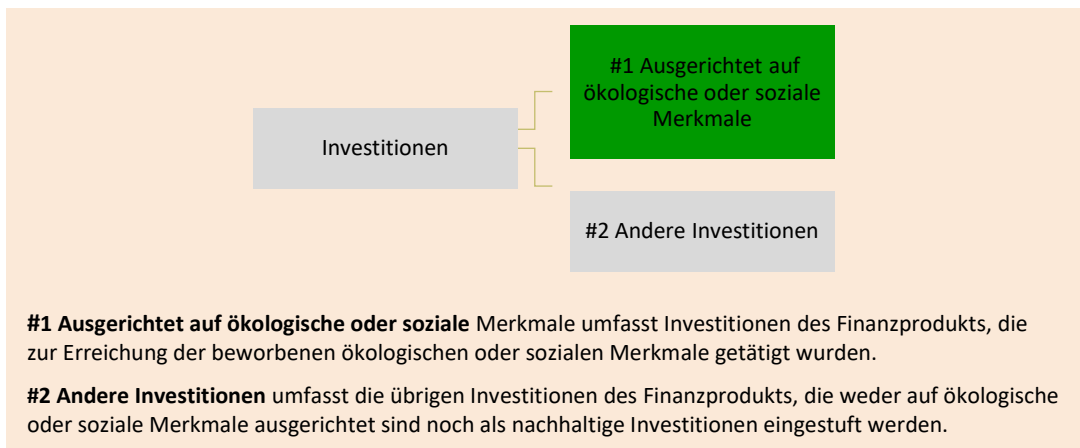 #1 Ausgerichtet auf
ökologische oder soziale
Merkmale
Investitionen
#2 Andere Investitionen
#1 Ausgerichtet auf ökologische oder soziale Merkmale umfasst Investitionen des Finanzprodukts, die
zur Erreichung der beworbenen ökologischen oder sozialen Merkmale getätigt wurden.
#2 Andere Investitionen umfasst die übrigen Investitionen des Finanzprodukts, die weder auf ökologische
oder soziale Merkmale ausgerichtet sind noch als nachhaltige Investitionen eingestuft werden.